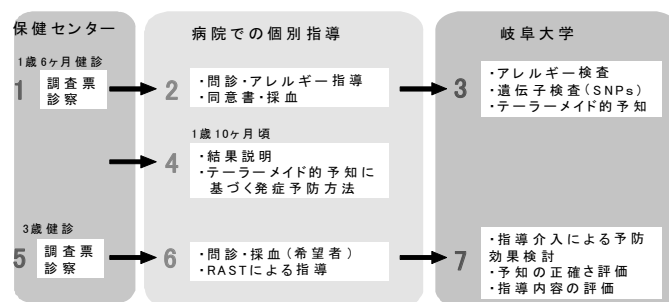 保健センター
病院での個別指導
岐阜大学
1歳6ヶ月健診
1
調査票
診察
2
・問診・アレルギー指導
・同意書・採血
3
・アレルギー検査
・遺伝子検査（SNPs）
・テーラーメイド的予知
1歳10ヶ月頃
4
・結果説明
・テーラーメイド的予知に
基づく発症予防方法
3歳健診
5
調査票
診察
6
・問診・採血（希望者）
・RASTによる指導
7
・指導介入による予防
効果検討
・予知の正確さ評価
・指導内容の評価